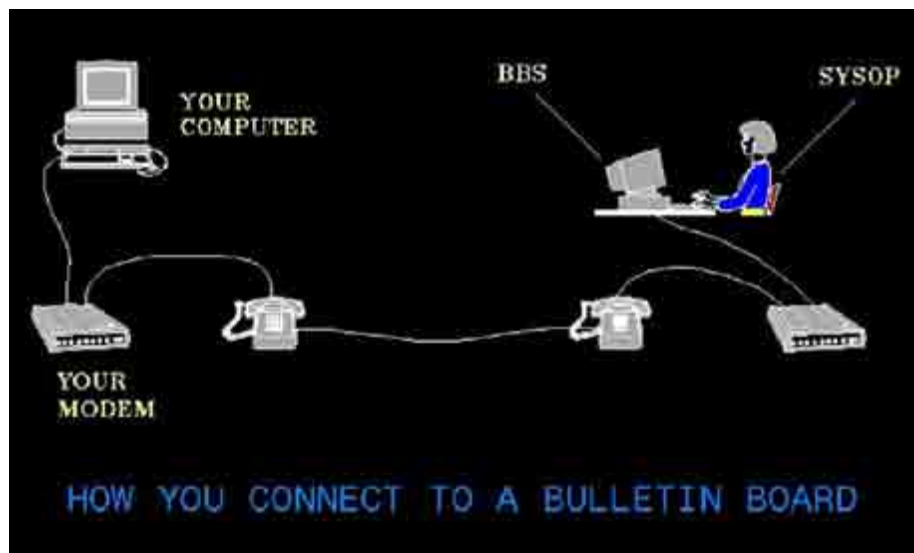 YOUR
COMPUTER
BBS
SYSOP
YOUR
MODEM
HOW YOU CONNECT TO A BULLETIN BOARD